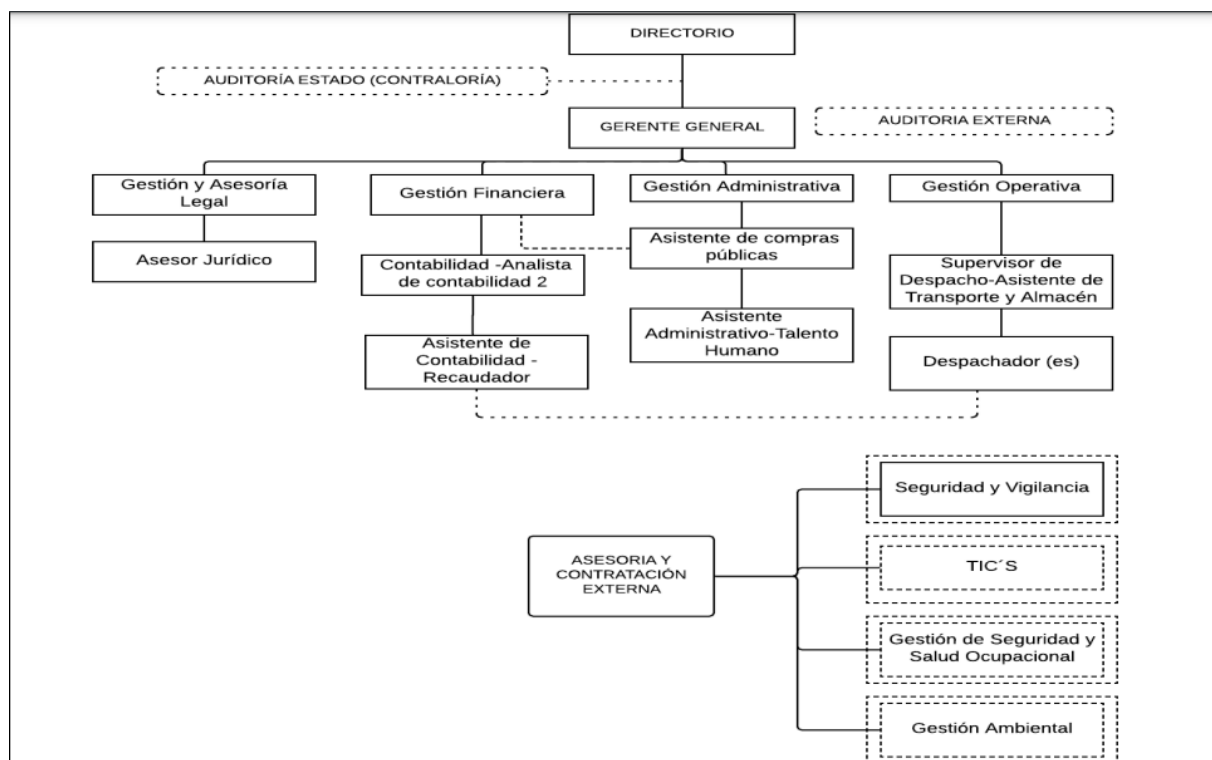 DIRECTORIO
AUDITORÍA ESTADO (CONTRALORÍA)
GERENTE GENERAL
AUDITORIA EXTERNA
Gestión y Asesoría
Legal
Asesor Jurídico
Gestión Financiera
Contabilidad -Analista
de contabilidad 2
Asistente de
Contabilidad -
Recaudador
Gestión Administrativa
Asistente de compras
públicas
Asistente
Administrativo-Talento
Humano
Gestión Operativa
Supervisor de
Despacho-Asistente de
Transporte y Almacén
Despachador (es)
ASESORIA Y
CONTRATACIÓN
EXTERNA
Seguridad y Vigilancia
TIC´S
Gestión de Seguridad y
Salud Ocupacional
Gestión Ambiental